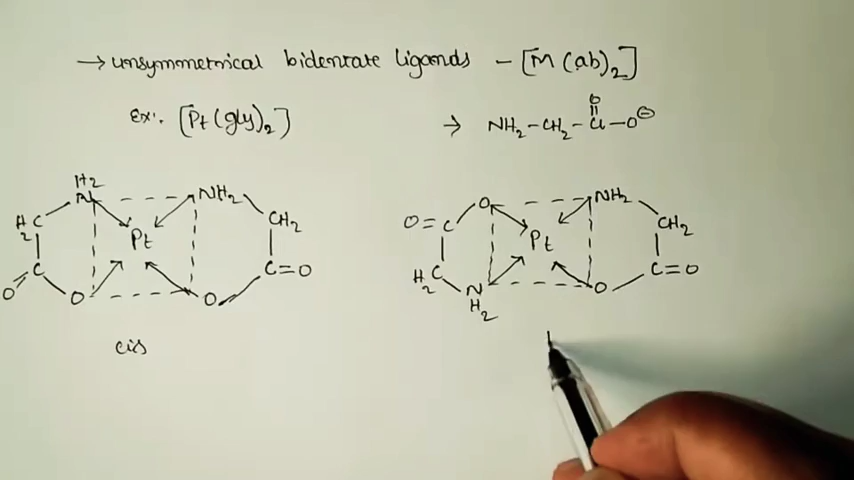 → unsymmetrical bidentate ligands - [M(ab)₂]
Ex:. [Pt(gly)₂] → NH₂-CH₂-C-O⊖
O
H₂
N NH₂
H₂C CH₂
Pt
C C=O
O O O
cis
O NH₂
O=C CH₂
Pt
H₂C C=O
N O
H₂